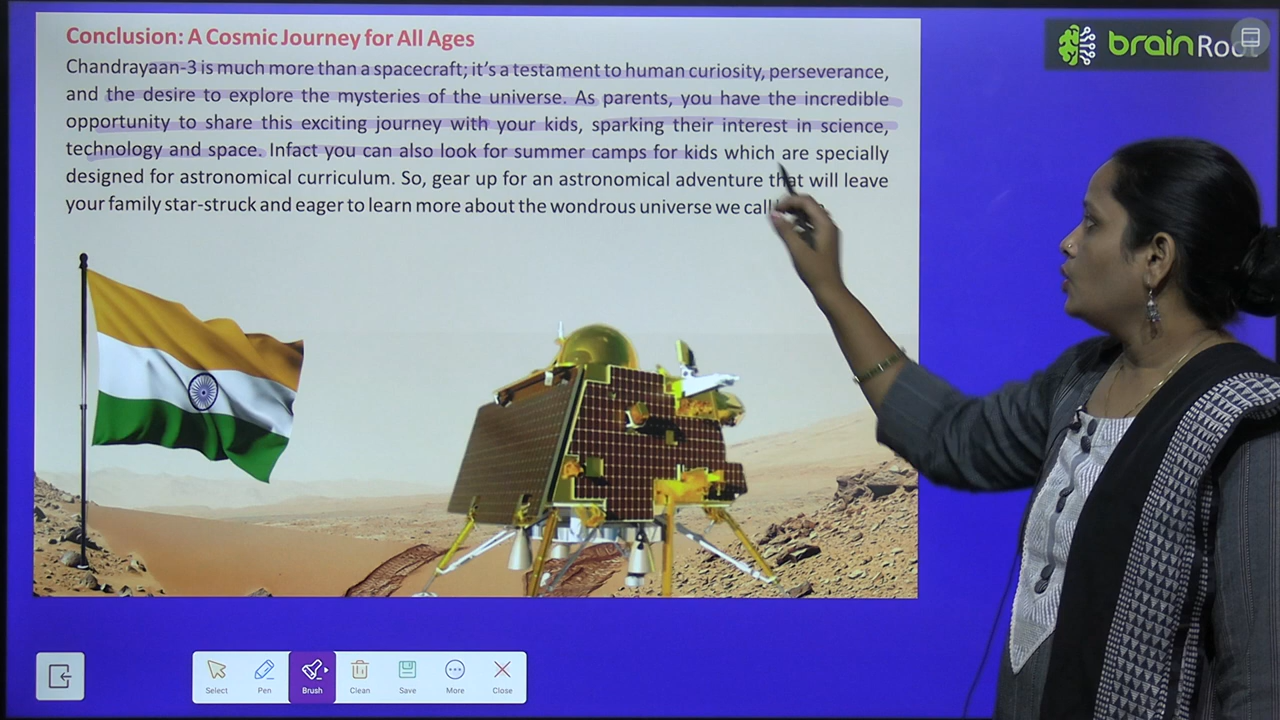 Conclusion: A Cosmic Journey for All Ages
Chandrayaan-3 is much more than a spacecraft; it's a testament to human curiosity, perseverance,
and the desire to explore the mysteries of the universe. As parents, you have the incredible
opportunity to share this exciting journey with your kids, sparking their interest in science,
technology and space. Infact you can also look for summer camps for kids which are specially
designed for astronomical curriculum. So, gear up for an astronomical adventure that will leave
your family star-struck and eager to learn more about the wondrous universe we call
brainRoot
Select
Pen
Brush
Clean
Save
More
Close